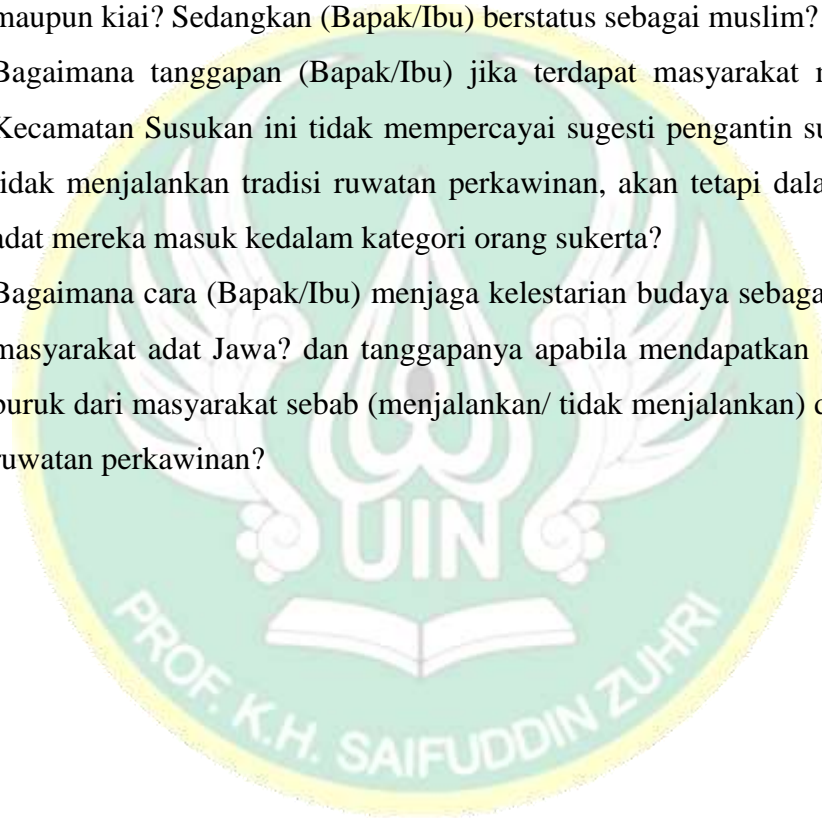 maupun kiai? Sedangkan (Bapak/Ibu) berstatus sebagai muslim?
Bagaimana tanggapan (Bapak/Ibu) jika terdapat masyarakat
Kecamatan Susukan ini tidak mempercayai sugesti pengantin
tidak menjalankan tradisi ruwatan perkawinan, akan tetapi
adat mereka masuk kedalam kategori orang sukerta?
Bagaimana cara (Bapak/Ibu) menjaga kelestarian budaya
masyarakat adat Jawa? dan tanggapanya apabila mendapatkan
buruk dari masyarakat sebab (menjalankan/ tidak menjalankan)
ruwatan perkawinan?
UIN
PROF. K.H. SAIFUDDIN ZUHRI